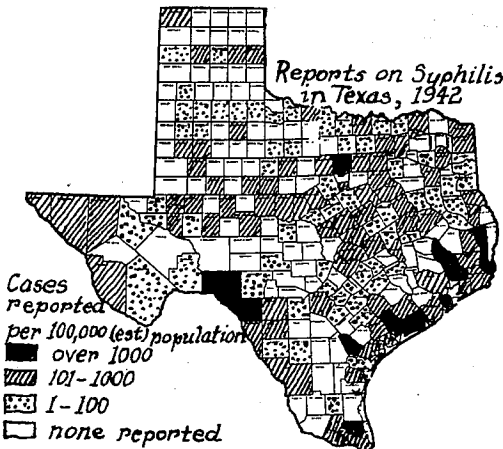 Reports on Syphilis
in Texas, 1942
Cases
reported
per 100,000 (est) population
over 1000
101-1000
1-100
none reported